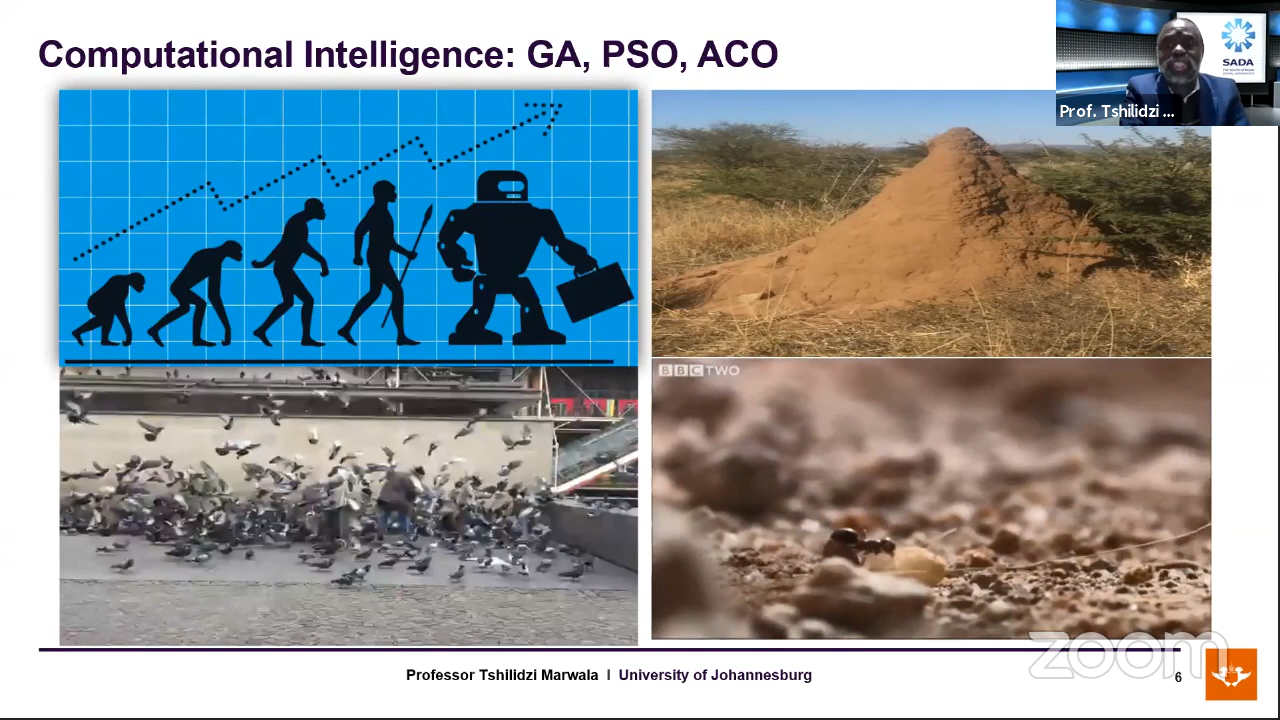 Computational Intelligence: GA, PSO, ACO
SADA
Prof. Tshilidzi ...
BBC TWO
zoom
Professor Tshilidzi Marwala I University of Johannesburg
6